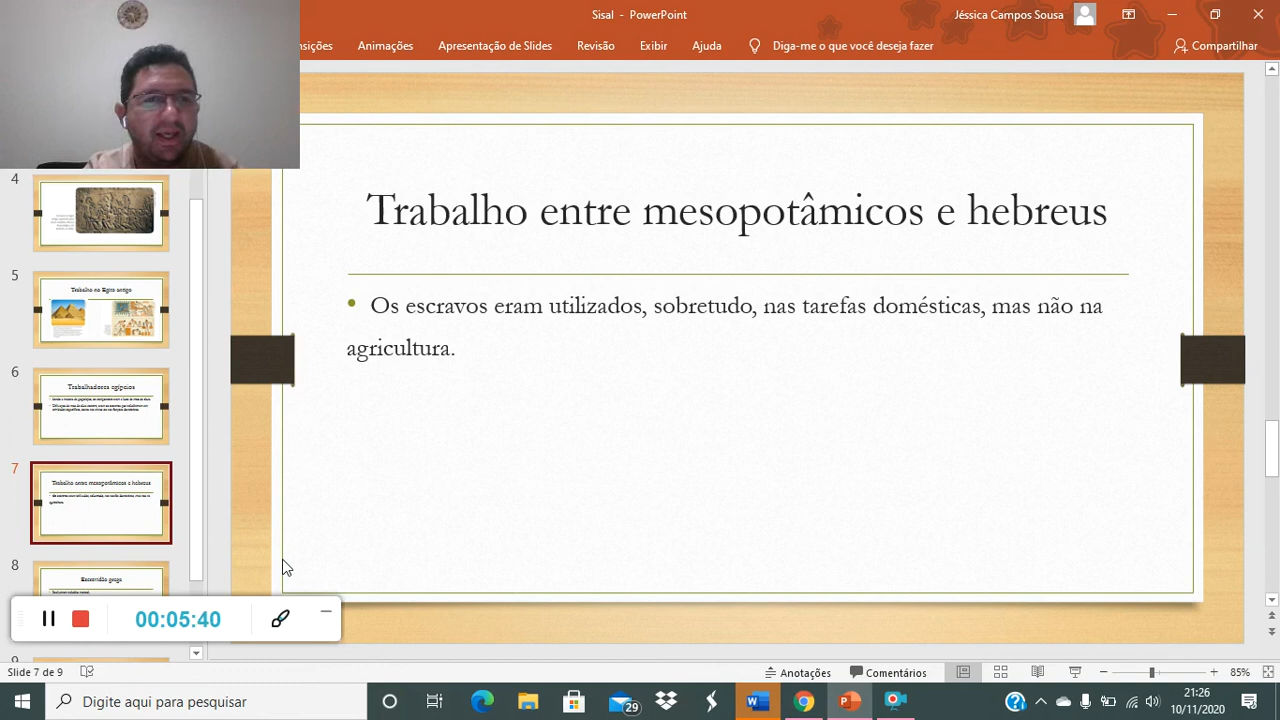 Sisal - PowerPoint
Jéssica Campos Sousa
nsições Animações Apresentação de Slides Revisão Exibir Ajuda Diga-me o que você deseja fazer Compartilhar
4
5
Trabalho no Egito antigo
6
Trabalhadores egípcios
7
Trabalho entre mesopotâmicos e hebreus
8
Escravidão grega
9
Trabalho entre mesopotâmicos e hebreus
• Os escravos eram utilizados, sobretudo, nas tarefas domésticas, mas não na
agricultura.
00:05:40
Slide 7 de 9
Anotações Comentários 85%
Digite aqui para pesquisar
29
21:26
10/11/2020